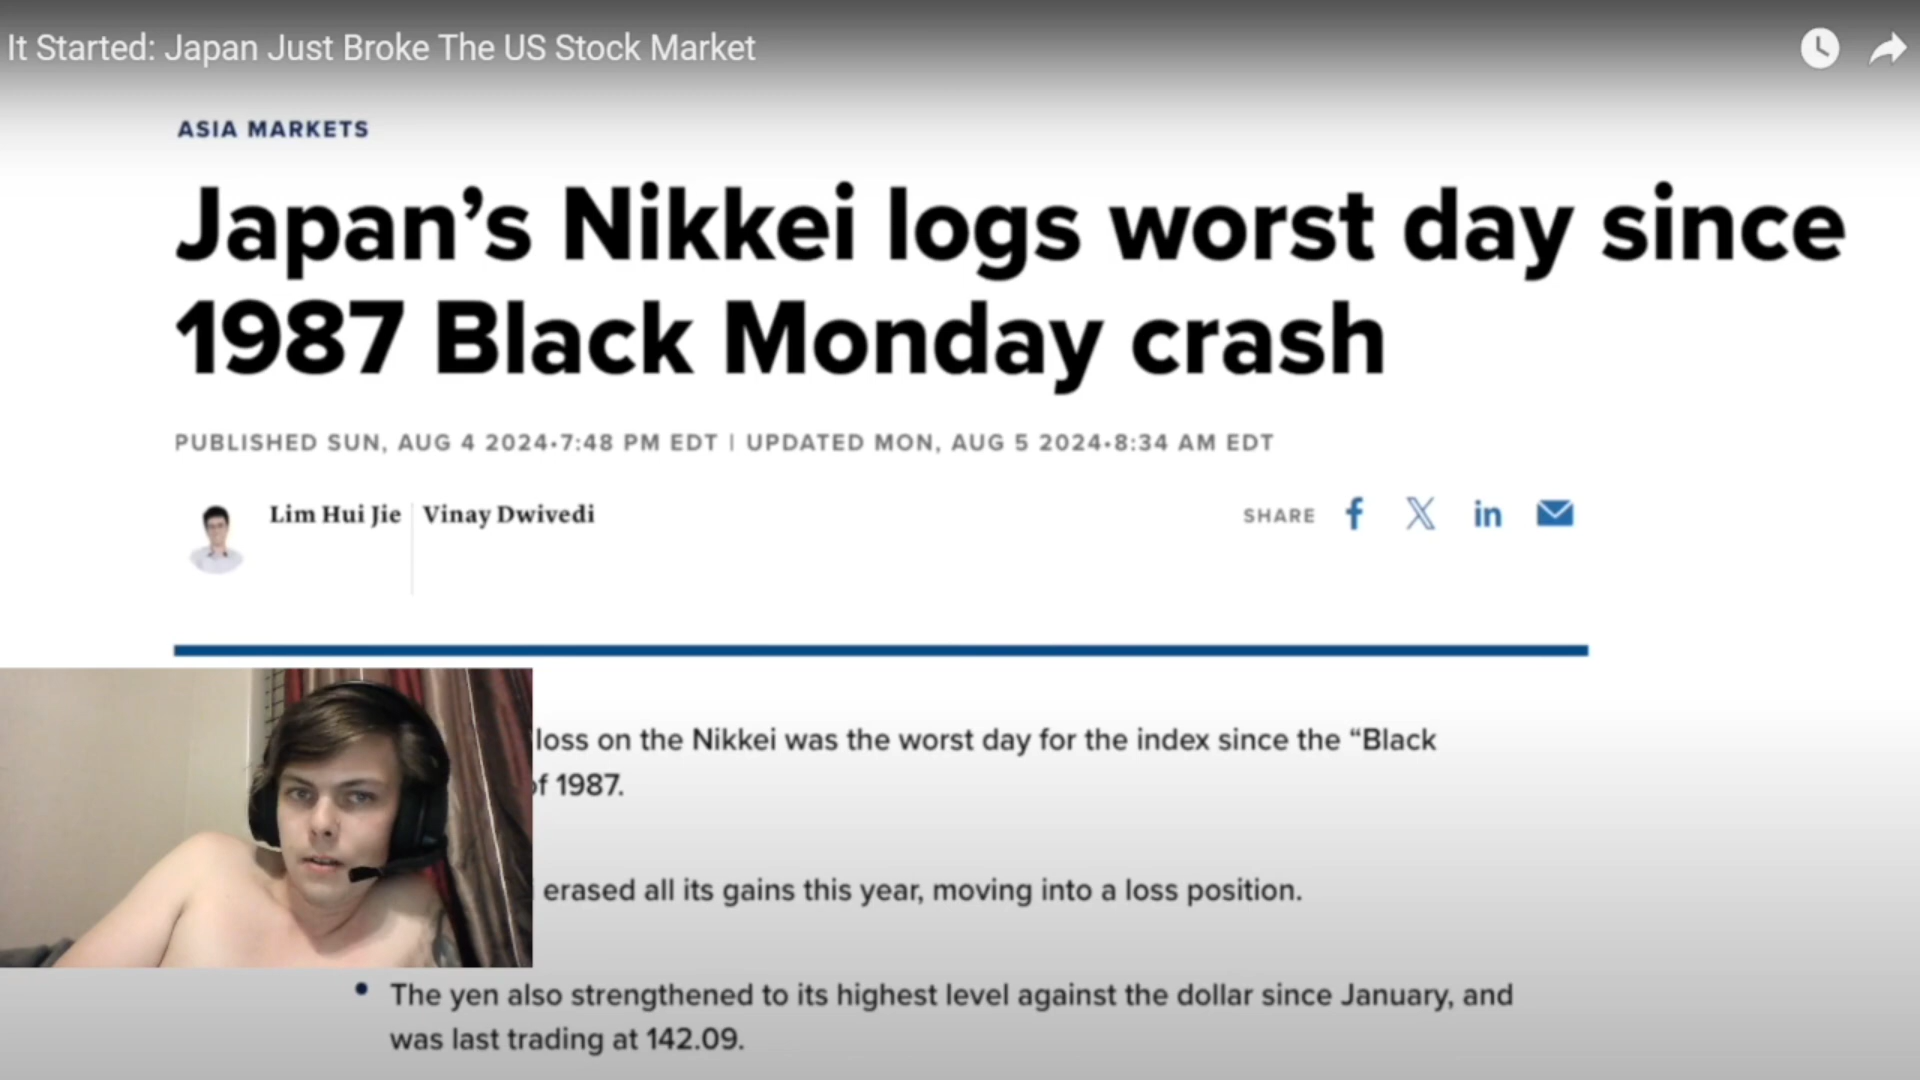 It Started: Japan Just Broke The US Stock Market
ASIA MARKETS
Japan’s Nikkei logs worst day since
1987 Black Monday crash
PUBLISHED SUN, AUG 4 2024•7:48 PM EDT | UPDATED MON, AUG 5 2024•8:34 AM EDT
Lim Hui Jie | Vinay Dwivedi
SHARE f X in
loss on the Nikkei was the worst day for the index since the “Black
of 1987.
erased all its gains this year, moving into a loss position.
• The yen also strengthened to its highest level against the dollar since January, and
was last trading at 142.09.